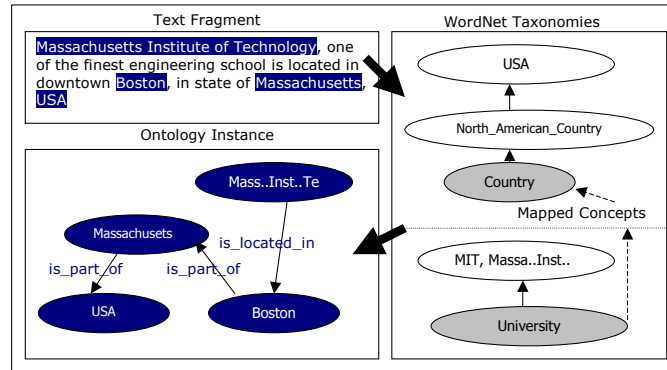 Text Fragment
Massachusetts Institute of Technology, one
of the finest engineering school is located in
downtown Boston, in state of Massachusetts,
USA
Ontology Instance
Mass..Inst..Te
Massachusets
is_located_in
is_part_of
is_part_of
USA
Boston
WordNet Taxonomies
USA
North_American_Country
Country
Mapped Concepts
MIT, Massa..Inst..
University